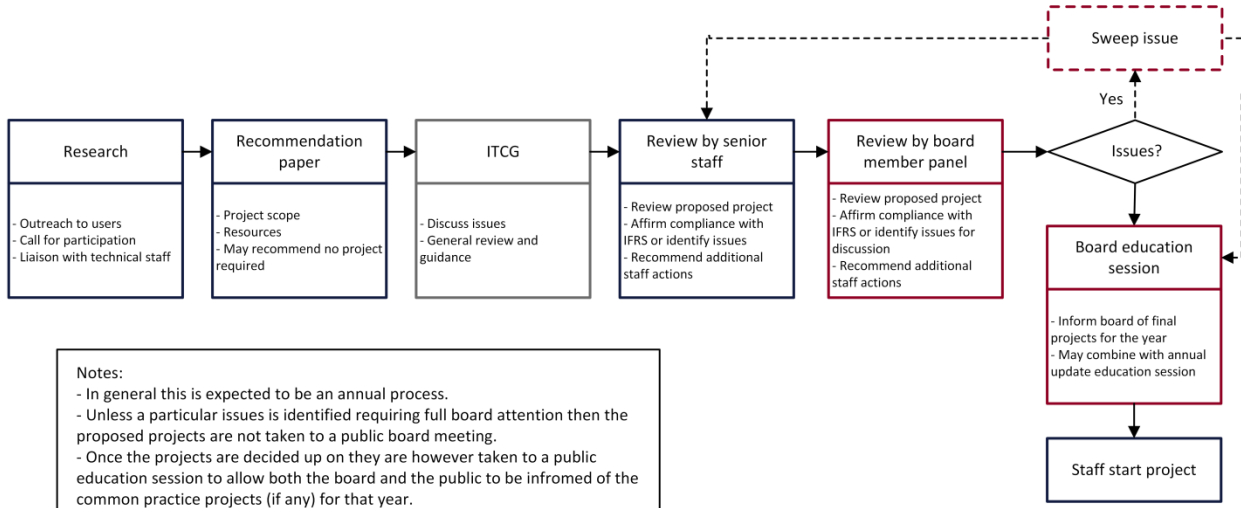 Sweep issue
Yes
Research
- Outreach to users
- Call for participation
- Liaison with technical staff
Recommendation
paper
- Project scope
- Resources
- May recommend no project
required
ITCG
- Discuss issues
- General review and
guidance
Review by senior
staff
- Review proposed project
- Affirm compliance with
IFRS or identify issues
- Recommend additional
staff actions
Review by board
member panel
- Review proposed project
- Affirm compliance with
IFRS or identify issues for
discussion
- Recommend additional
staff actions
Issues?
Board education
session
- Inform board of final
projects for the year
- May combine with annual
update education session
Staff start project
Notes:
- In general this is expected to be an annual process.
- Unless a particular issues is identified requiring full board attention then the
proposed projects are not taken to a public board meeting.
- Once the projects are decided up on they are however taken to a public
education session to allow both the board and the public to be infromed of the
common practice projects (if any) for that year.